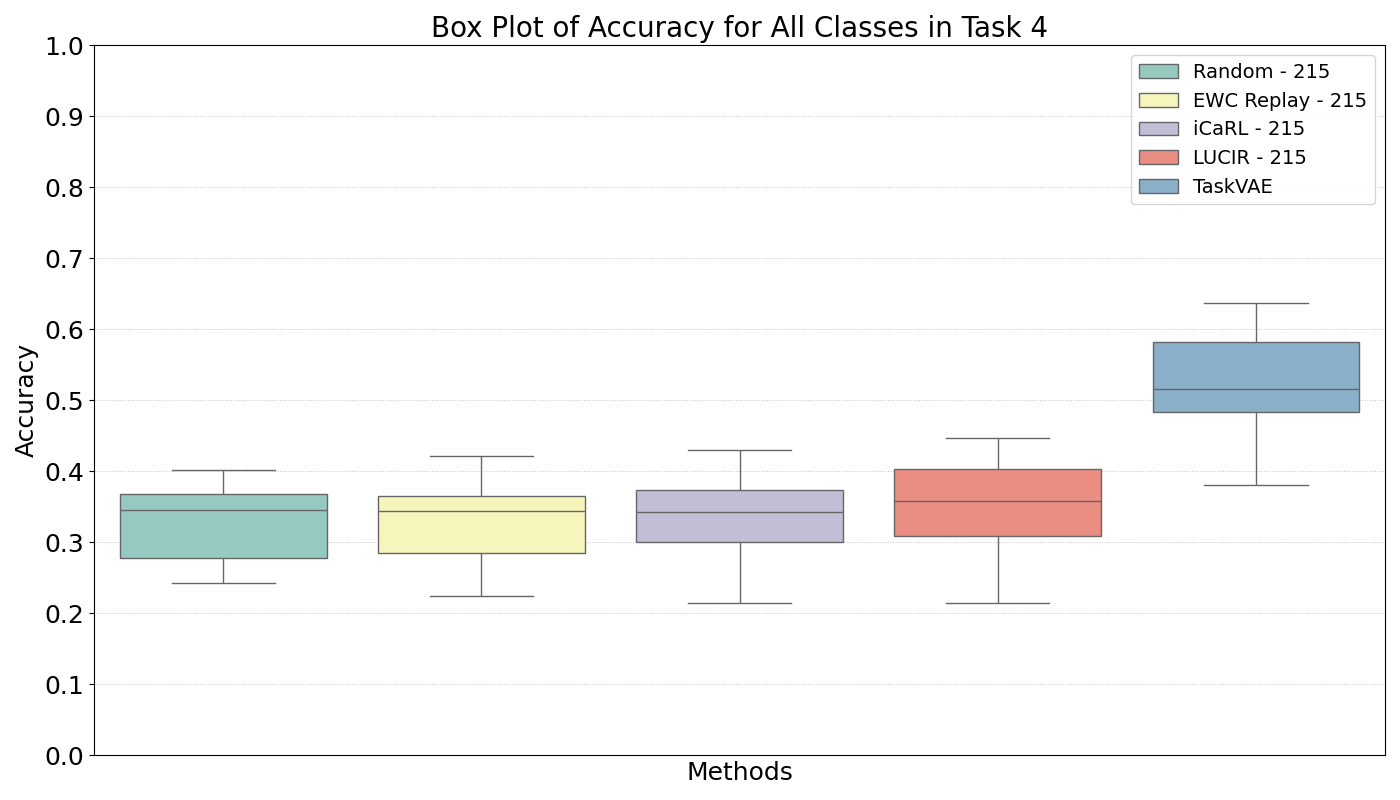 Box Plot of Accuracy for All Classes in Task 4
1.0
0.9
0.8
0.7
0.6
0.5
0.4
0.3
0.2
0.1
0.0
Accuracy
Methods
Random - 215
EWC Replay - 215
iCaRL - 215
LUCIR - 215
TaskVAE